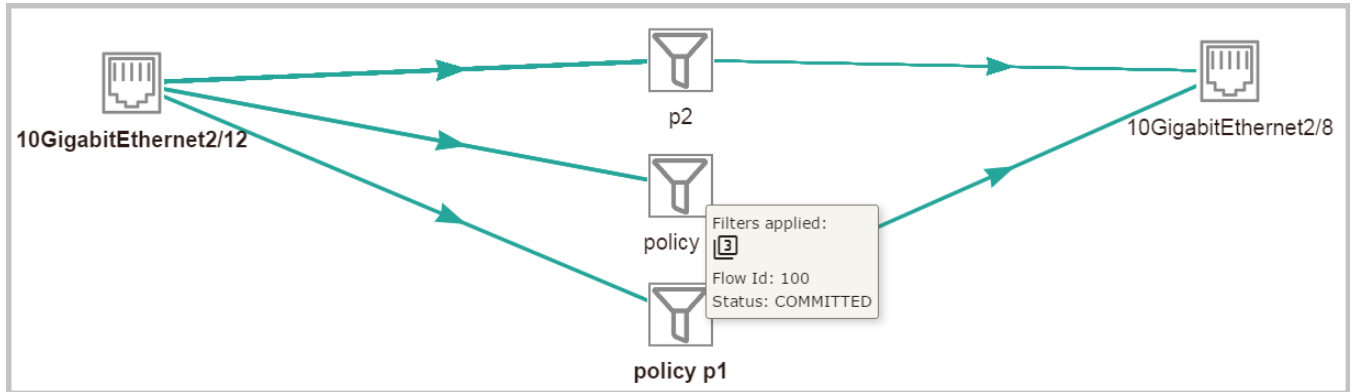 p2
10GigabitEthernet2/12
10GigabitEthernet2/8
policy
Filters applied:
3
Flow Id: 100
Status: COMMITTED
policy p1